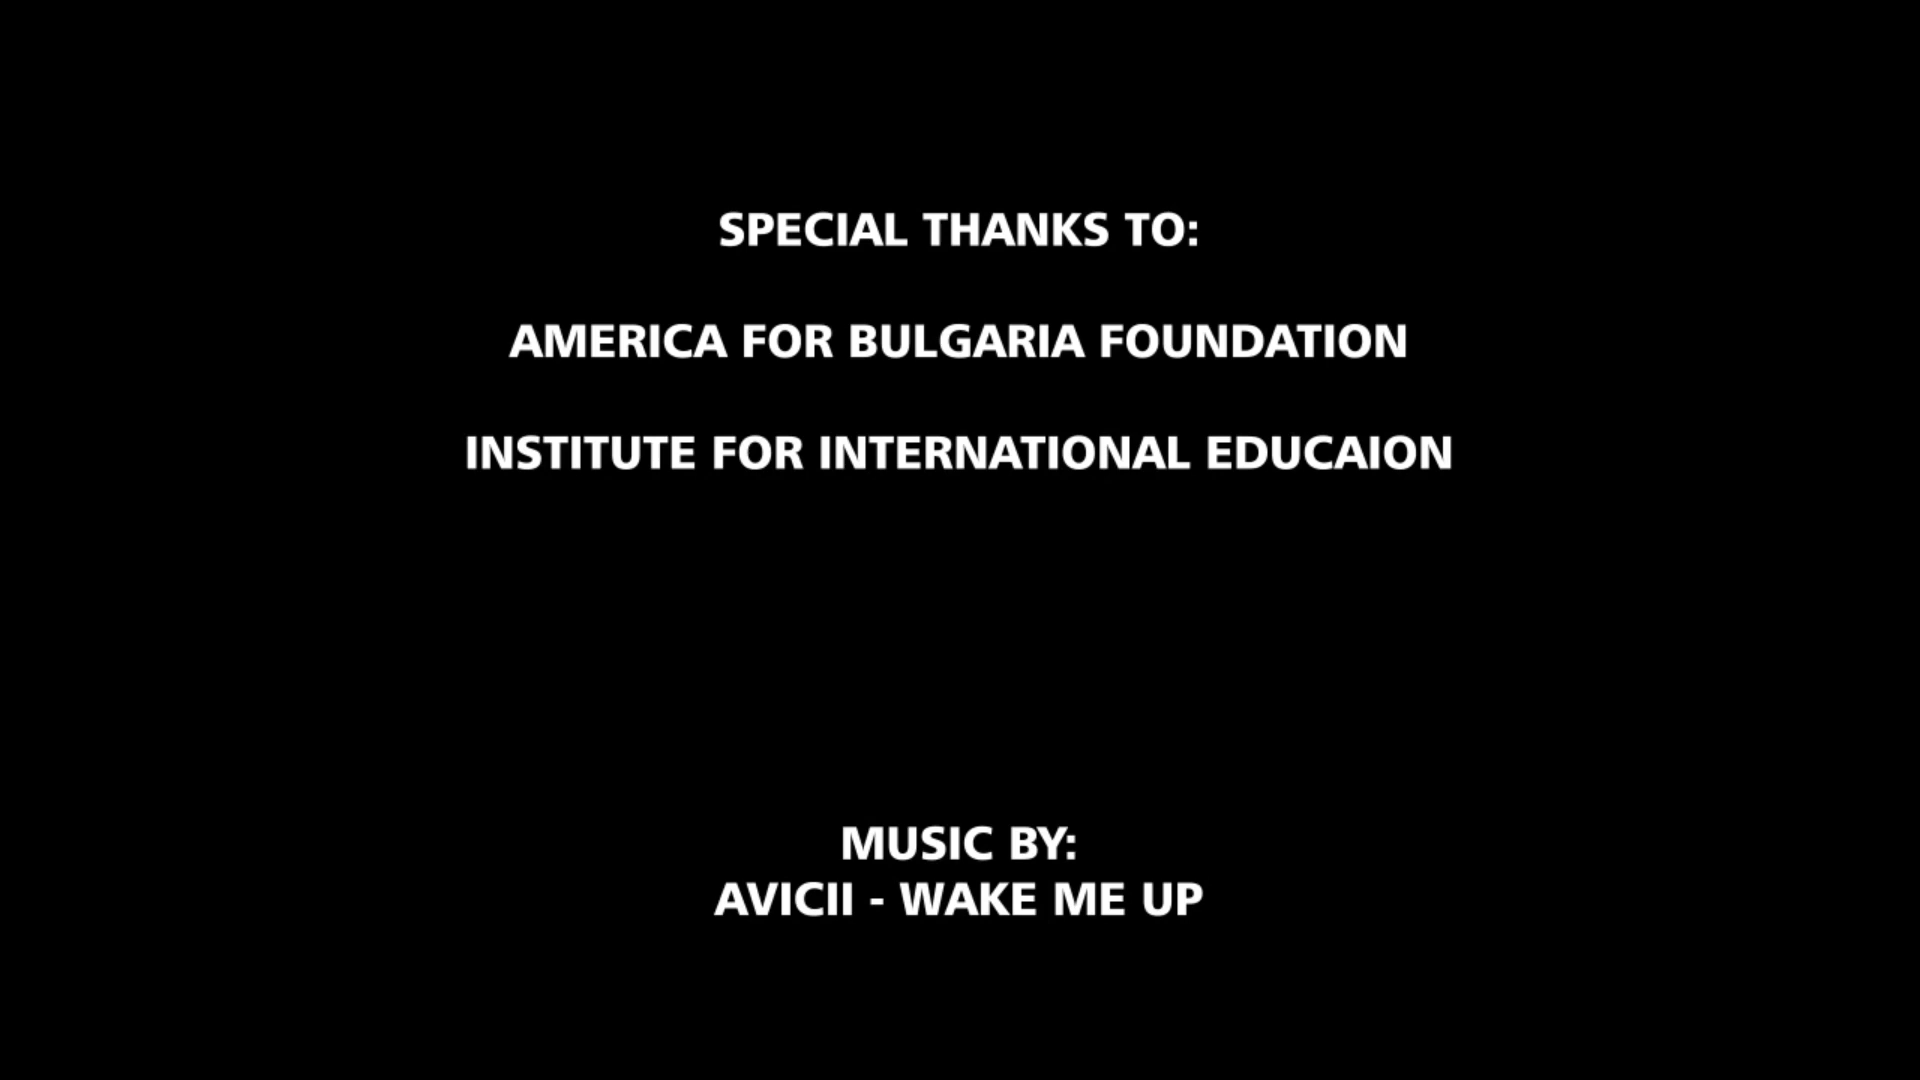 SPECIAL THANKS TO:
AMERICA FOR BULGARIA FOUNDATION
INSTITUTE FOR INTERNATIONAL EDUCAION
MUSIC BY:
AVICII - WAKE ME UP